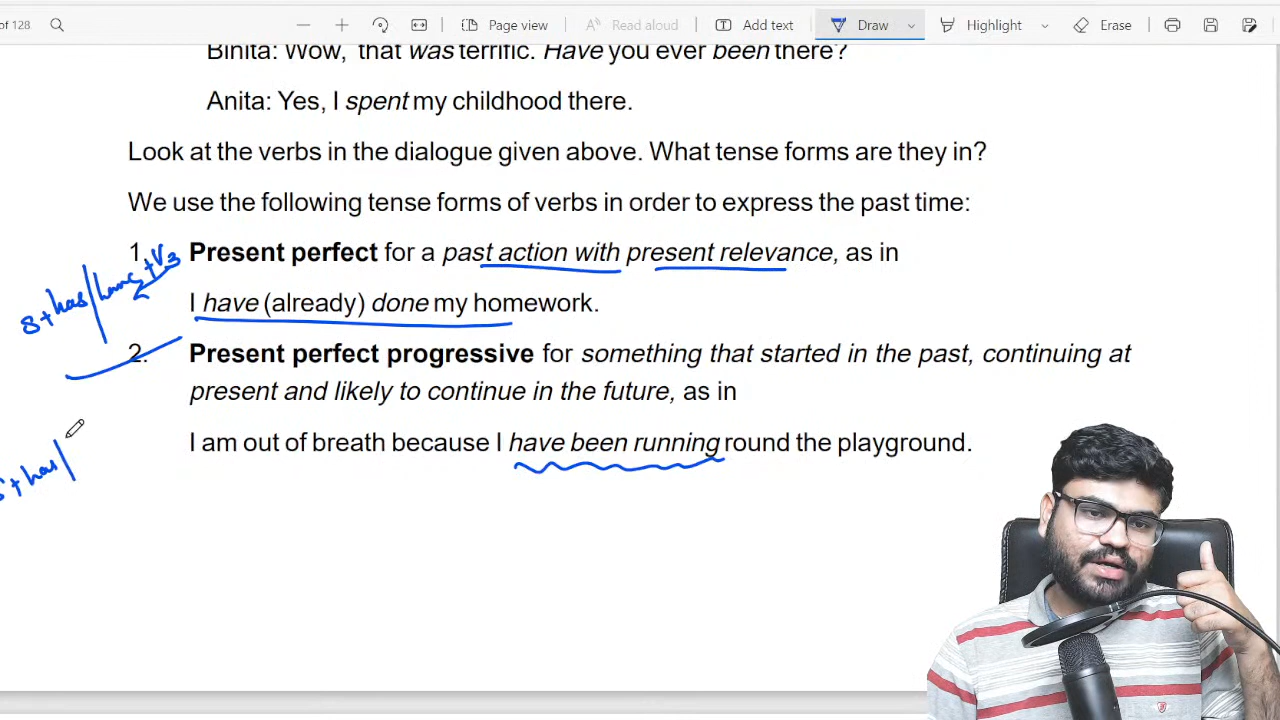 of 128 Page view Read aloud Add text Draw Highlight Erase
Binita: Wow, that was terrific. Have you ever been there?
Anita: Yes, I spent my childhood there.
Look at the verbs in the dialogue given above. What tense forms are they in?
We use the following tense forms of verbs in order to express the past time:
1. Present perfect for a past action with present relevance, as in
I have (already) done my homework.
S+has/have+V3
2. Present perfect progressive for something that started in the past, continuing at
present and likely to continue in the future, as in
I am out of breath because I have been running round the playground.
S+has/